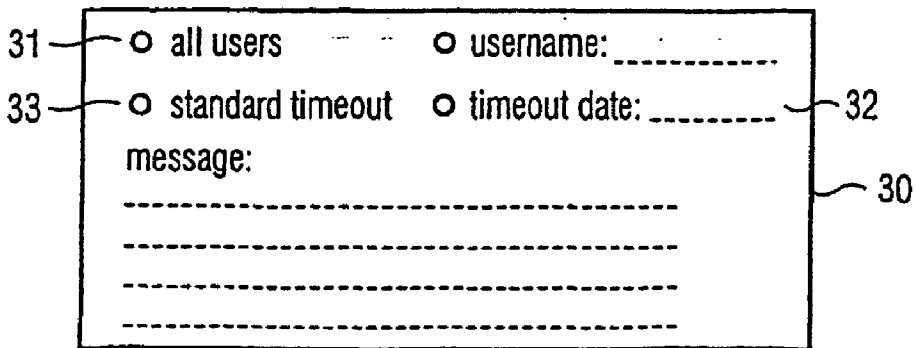 31 all users username:
33 standard timeout timeout date: 32
message:
30